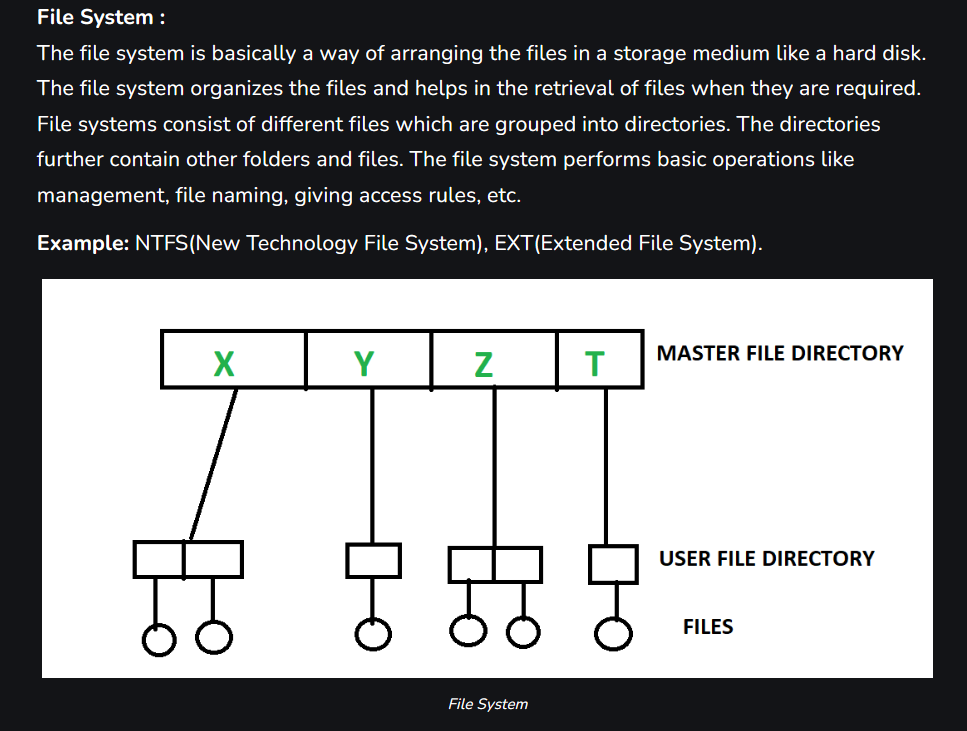 File System :
The file system is basically a way of arranging the files in a storage medium like a hard disk.
The file system organizes the files and helps in the retrieval of files when they are required.
File systems consist of different files which are grouped into directories. The directories
further contain other folders and files. The file system performs basic operations like
management, file naming, giving access rules, etc.
Example: NTFS(New Technology File System), EXT(Extended File System).
X Y Z T MASTER FILE DIRECTORY
USER FILE DIRECTORY
FILES
File System